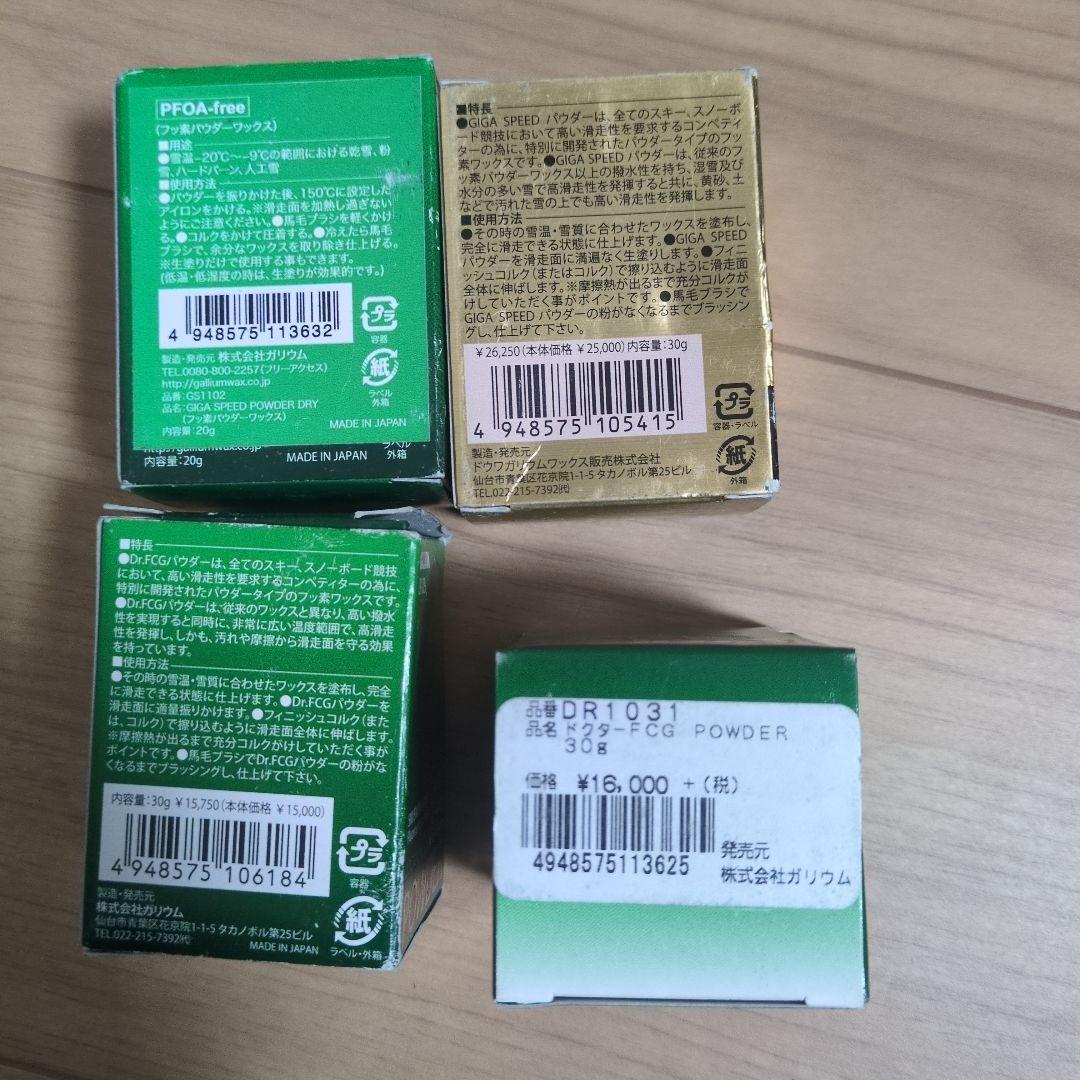 PFOA-free
(フッ素パウダーワックス)
■用途
●雪温-20℃〜-9℃の範囲における乾雪、粉
雪、ハードバーン、人工雪
■使用方法
●パウダーを振りかけた後、150℃に設定した
アイロンをかける。※滑走面を加熱し過ぎない
ようにご注意ください。●馬毛ブラシを軽くかけ
る。●コルクをかけて圧着する。●冷えたら馬毛
ブラシで、余分なワックスを取り除き仕上げる。
※生塗りだけで使用する事もできます。
(低温・低湿度の時は、生塗りが効果的です。)
4 948575 113632
プラ
容器
紙
ラベル
外箱
製造・発売元 株式会社ガリウム
TEL.0080-800-2257(フリーアクセス)
http://galliumwax.co.jp
品番:GS1102
品名:GIGA SPEED POWDER DRY
(フッ素パウダーワックス)
内容量:20g
MADE IN JAPAN
http://galliumwax.co.jp
内容量:20g
MADE IN JAPAN
ラベル
外箱
■特長
●GIGA SPEED パウダーは、全てのスキー、スノーボ
ード競技において高い滑走性を要求するコンペティ
ターの為に、特別に開発されたパウダータイプのフッ
素ワックスです。●GIGA SPEED パウダーは、従来のフ
ッ素パウダーワックス以上の撥水性を持ち、湿雪及び
水分の多い雪で高滑走性を発揮すると共に、黄砂、土
などで汚れた雪の上でも高い滑走性を発揮します。
■使用方法
●その時の雪温・雪質に合わせたワックスを塗布し、
完全に滑走できる状態に仕上げます。●GIGA SPEED
パウダーを滑走面に満遍なく生塗りします。●フィニ
ッシュコルク(またはコルク)で擦り込むように滑走面
全体に伸ばします。※摩擦熱が出るまで充分コルクが
けしていただく事がポイントです。●馬毛ブラシで
GIGA SPEED パウダーの粉がなくなるまでブラッシン
グし、仕上げて下さい。
¥26,250(本体価格 ¥25,000)内容量:30g
4 948575 105415
プラ
容器・ラベル
紙
外箱
製造・発売元
ドウワガリウムワックス販売株式会社
仙台市青葉区花京院1-1-5 タカノボル第25ビル
TEL.022-215-7392㈹
■特長
●Dr.FCGパウダーは、全てのスキー、スノーボード競技
において、高い滑走性を要求するコンペティターの為に、
特別に開発されたパウダータイプのフッ素ワックスです。
●Dr.FCGパウダーは、従来のワックスと異なり、高い撥水
性を実現すると同時に、非常に広い温度範囲で、高滑走
性を発揮し、しかも、汚れや摩擦から滑走面を守る効果
を持っています。
■使用方法
●その時の雪温・雪質に合わせたワックスを塗布し、完全
に滑走できる状態に仕上げます。●Dr.FCGパウダーを
滑走面に適量振りかけます。●フィニッシュコルク(また
は、コルク)で擦り込むように滑走面全体に伸ばします。
※摩擦熱が出るまで充分コルクがけしていただく事が
ポイントです。●馬毛ブラシでDr.FCGパウダーの粉が
なくなるまでブラッシングし、仕上げて下さい。
内容量:30g ¥15,750(本体価格 ¥15,000)
4 948575 106184
プラ
容器
紙
ラベル・外箱
製造・発売元
株式会社ガリウム
仙台市青葉区花京院1-1-5 タカノボル第25ビル
TEL.022-215-7392㈹
MADE IN JAPAN
品番 DR1031
品名 ドクターFCG POWDER
30g
価格 ¥16,000 +(税)
4948575113625
発売元
株式会社ガリウム